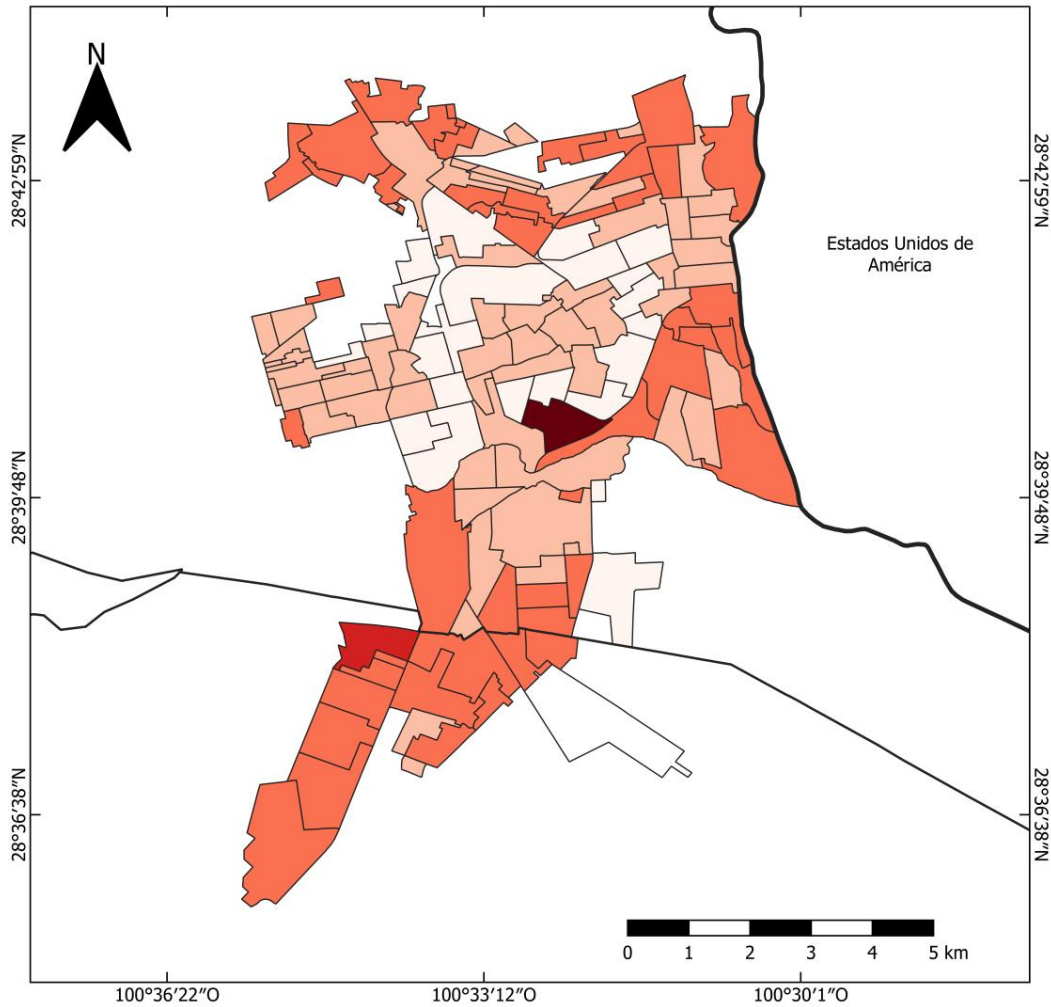 N
28°42′59″N
28°42′59″N
Estados Unidos de
América
28°39′48″N
28°39′48″N
28°36′38″N
28°36′38″N
0 1 2 3 4 5 km
100°36′22″O
100°33′12″O
100°30′1″O